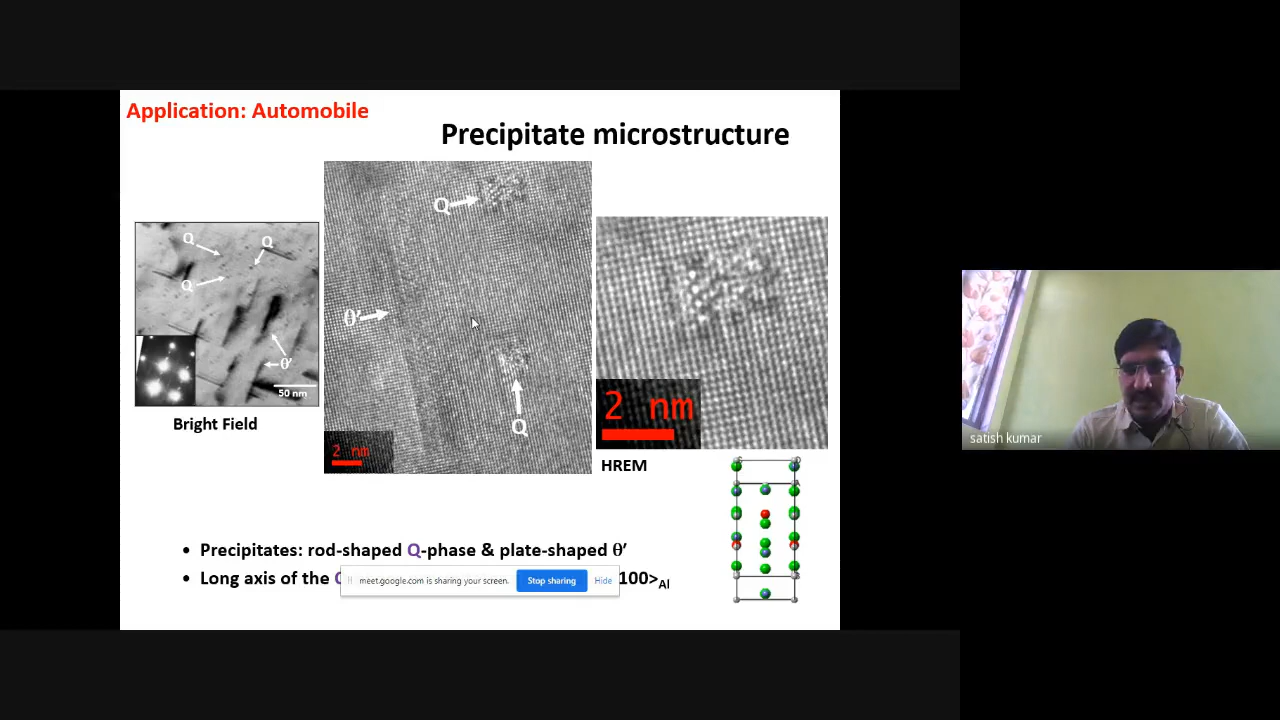 Application: Automobile
Precipitate microstructure
Q
Q
Q
θ’
50 nm
Bright Field
Q
θ’
Q
2 nm
2 nm
HREM
• Precipitates: rod-shaped Q-phase & plate-shaped θ’
• Long axis of the
100>Al
meet.google.com is sharing your screen.
Stop sharing
Hide
satish kumar